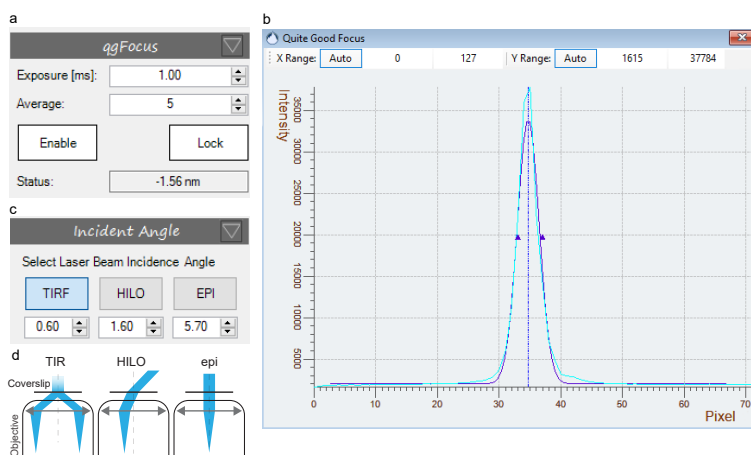 a
qgFocus
Exposure [ms]: 1.00
Average: 5
Enable Lock
Status: -1.56 nm
b
Quite Good Focus
X Range: Auto 0 127 Y Range: Auto 1615 37784
Intensity
35000
30000
25000
20000
15000
10000
5000
0 10 20 30 40 50 60 70
Pixel
c
Incident Angle
Select Laser Beam Incidence Angle
TIRF HILO EPI
0.60 1.60 5.70
d
TIR HILO epi
Coverslip
Objective